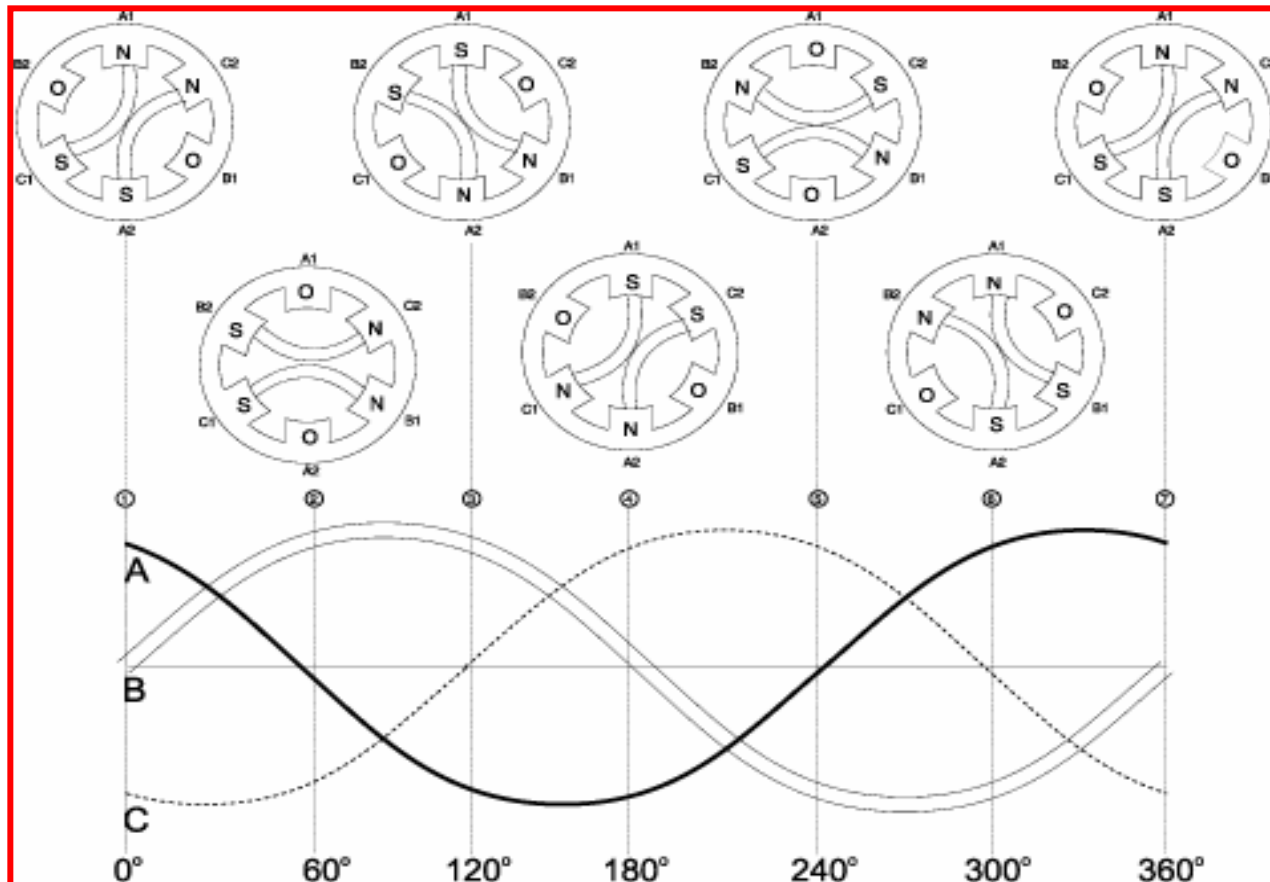 A1 A1 A1 A1
B2 N C2 B2 S C2 B2 O C2 B2 N C
O N S O N S O N
S O O N S N S O
C1 S B1 C1 N B1 C1 O B1 C1 S B
A2 A2 A2 A2
A1 A1 A1
B2 O C2 B2 S C2 B2 N C2
S N O S N O
S N N O O S
C1 O B1 C1 N B1 C1 S B1
A2 A2 A2
① ② ③ ④ ⑤ ⑥ ⑦
A
B
C
0° 60° 120° 180° 240° 300° 360°